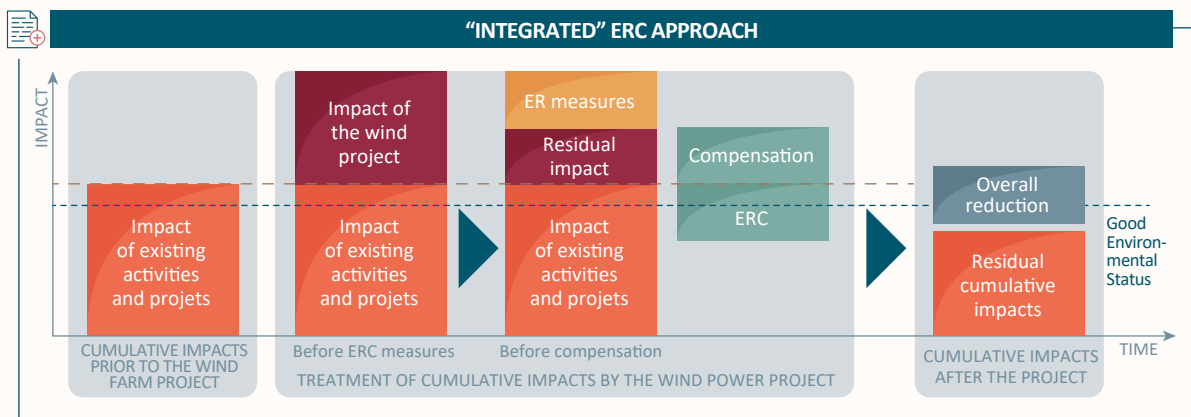 “INTEGRATED” ERC APPROACH
IMPACT
Impact
of existing
activities
and projets
Impact of
the wind
project
Impact
of existing
activities
and projets
ER measures
Residual
impact
Impact
of existing
activities
and projets
Compensation
ERC
Overall
reduction
Residual
cumulative
impacts
Good
Environ-
mental
Status
TIME
CUMULATIVE IMPACTS
PRIOR TO THE WIND
FARM PROJECT
Before ERC measures
Before compensation
TREATMENT OF CUMULATIVE IMPACTS BY THE WIND POWER PROJECT
CUMULATIVE IMPACTS
AFTER THE PROJECT